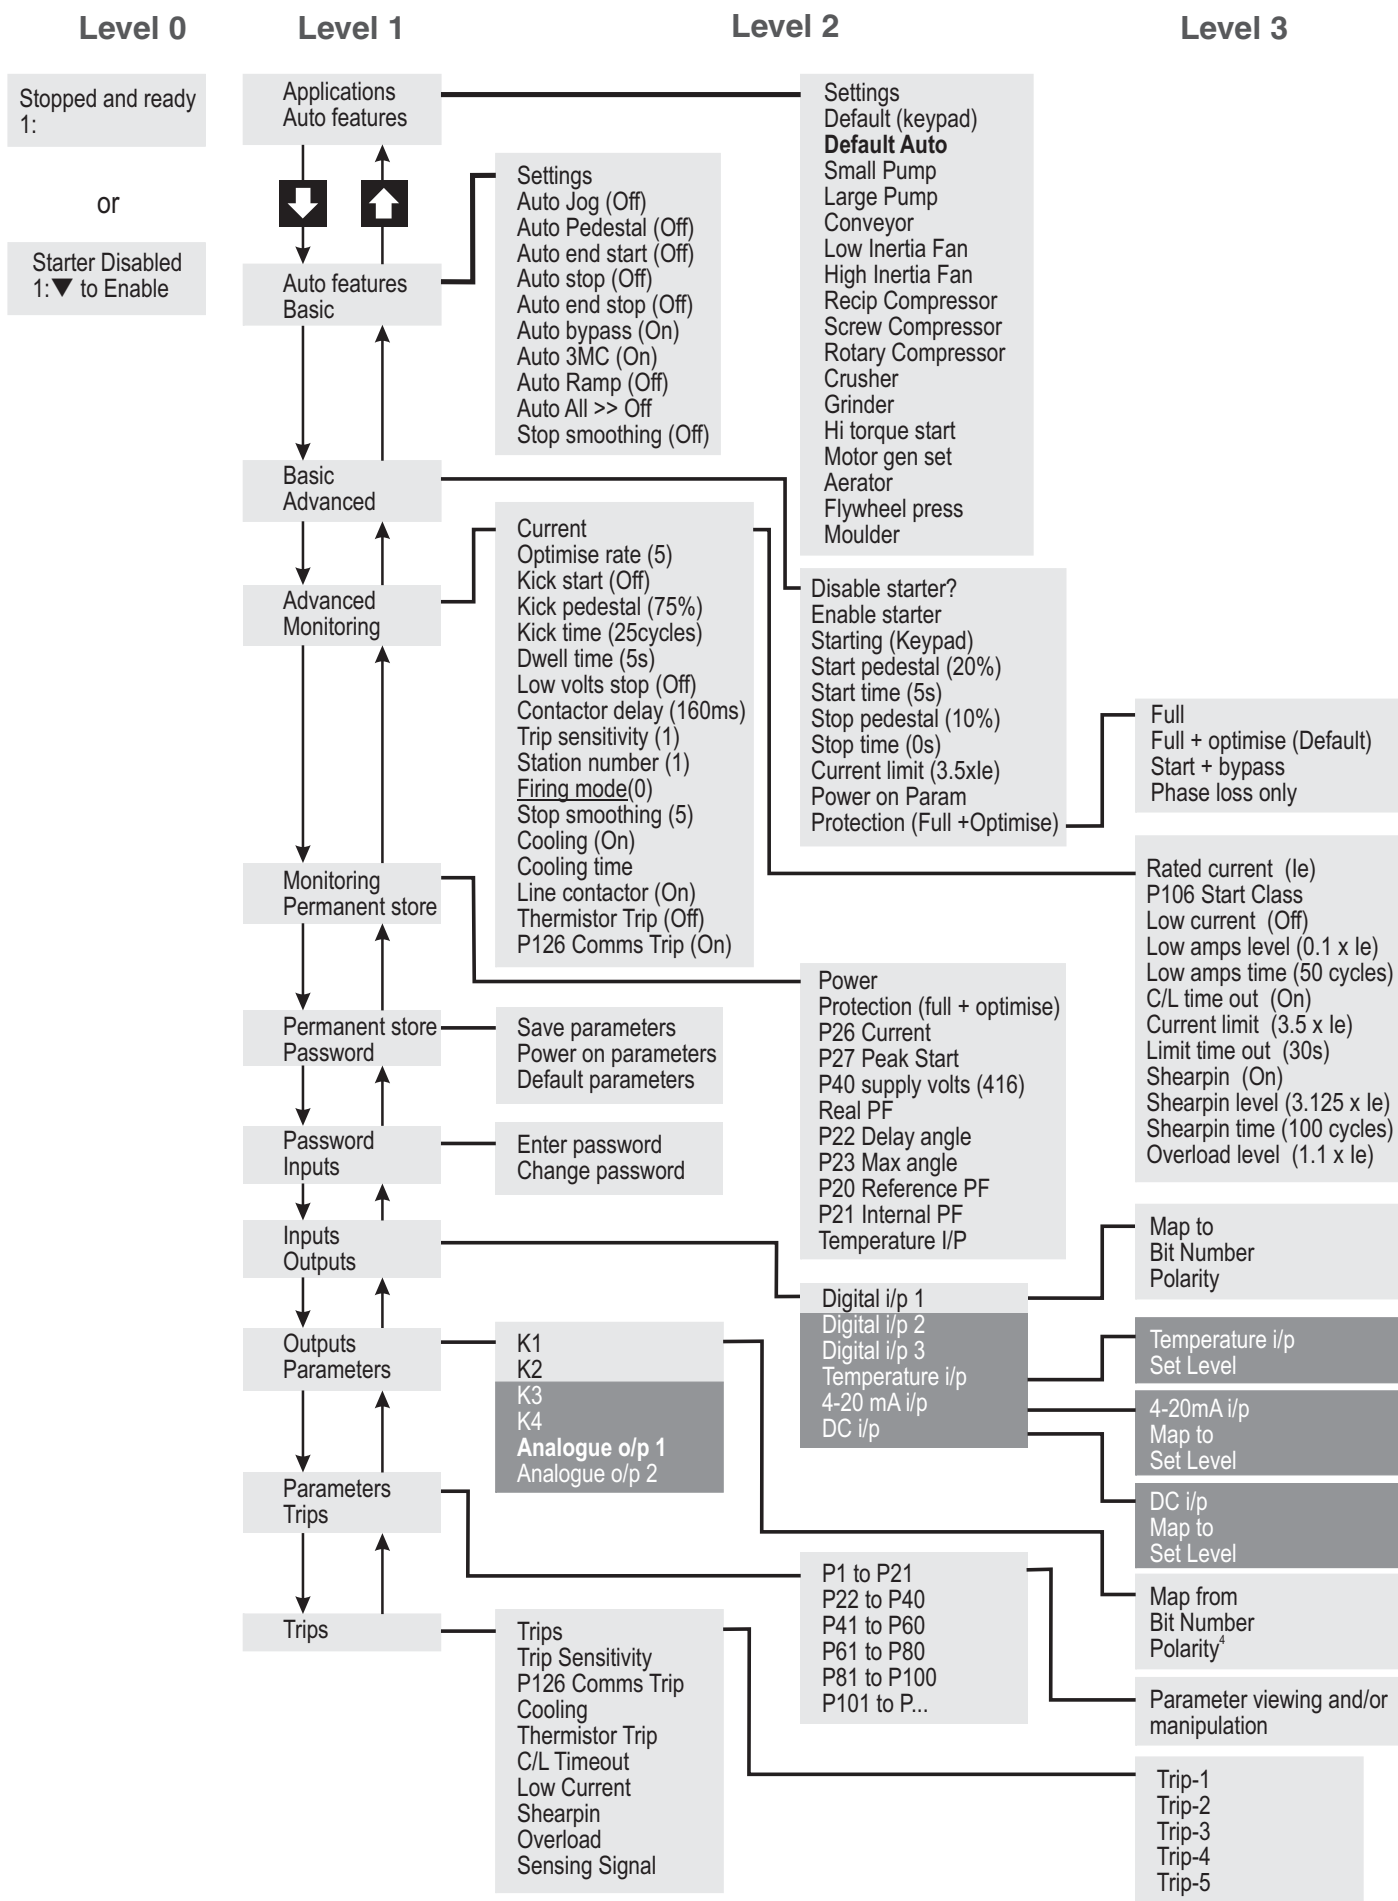 Level 0
Level 1
Level 2
Level 3
Stopped and ready
1:
or
Starter Disabled
1:▼ to Enable
Applications
Auto features
Auto features
Basic
Basic
Advanced
Advanced
Monitoring
Monitoring
Permanent store
Permanent store
Password
Password
Inputs
Inputs
Outputs
Outputs
Parameters
Parameters
Trips
Trips
Settings
Auto Jog (Off)
Auto Pedestal (Off)
Auto end start (Off)
Auto stop (Off)
Auto end stop (Off)
Auto bypass (On)
Auto 3MC (On)
Auto Ramp (Off)
Auto All >> Off
Stop smoothing (Off)
Current
Optimise rate (5)
Kick start (Off)
Kick pedestal (75%)
Kick time (25cycles)
Dwell time (5s)
Low volts stop (Off)
Contactor delay (160ms)
Trip sensitivity (1)
Station number (1)
Firing mode(0)
Stop smoothing (5)
Cooling (On)
Cooling time
Line contactor (On)
Thermistor Trip (Off)
P126 Comms Trip (On)
Save parameters
Power on parameters
Default parameters
Enter password
Change password
K1
K2
K3
K4
Analogue o/p 1
Analogue o/p 2
Trips
Trip Sensitivity
P126 Comms Trip
Cooling
Thermistor Trip
C/L Timeout
Low Current
Shearpin
Overload
Sensing Signal
Settings
Default (keypad)
Default Auto
Small Pump
Large Pump
Conveyor
Low Inertia Fan
High Inertia Fan
Recip Compressor
Screw Compressor
Rotary Compressor
Crusher
Grinder
Hi torque start
Motor gen set
Aerator
Flywheel press
Moulder
Disable starter?
Enable starter
Starting (Keypad)
Start pedestal (20%)
Start time (5s)
Stop pedestal (10%)
Stop time (0s)
Current limit (3.5xIe)
Power on Param
Protection (Full +Optimise)
Power
Protection (full + optimise)
P26 Current
P27 Peak Start
P40 supply volts (416)
Real PF
P22 Delay angle
P23 Max angle
P20 Reference PF
P21 Internal PF
Temperature I/P
Digital i/p 1
Digital i/p 2
Digital i/p 3
Temperature i/p
4-20 mA i/p
DC i/p
P1 to P21
P22 to P40
P41 to P60
P61 to P80
P81 to P100
P101 to P...
Full
Full + optimise (Default)
Start + bypass
Phase loss only
Rated current (Ie)
P106 Start Class
Low current (Off)
Low amps level (0.1 x Ie)
Low amps time (50 cycles)
C/L time out (On)
Current limit (3.5 x Ie)
Limit time out (30s)
Shearpin (On)
Shearpin level (3.125 x Ie)
Shearpin time (100 cycles)
Overload level (1.1 x Ie)
Map to
Bit Number
Polarity
Temperature i/p
Set Level
4-20mA i/p
Map to
Set Level
DC i/p
Map to
Set Level
Map from
Bit Number
Polarity⁴
Parameter viewing and/or
manipulation
Trip-1
Trip-2
Trip-3
Trip-4
Trip-5